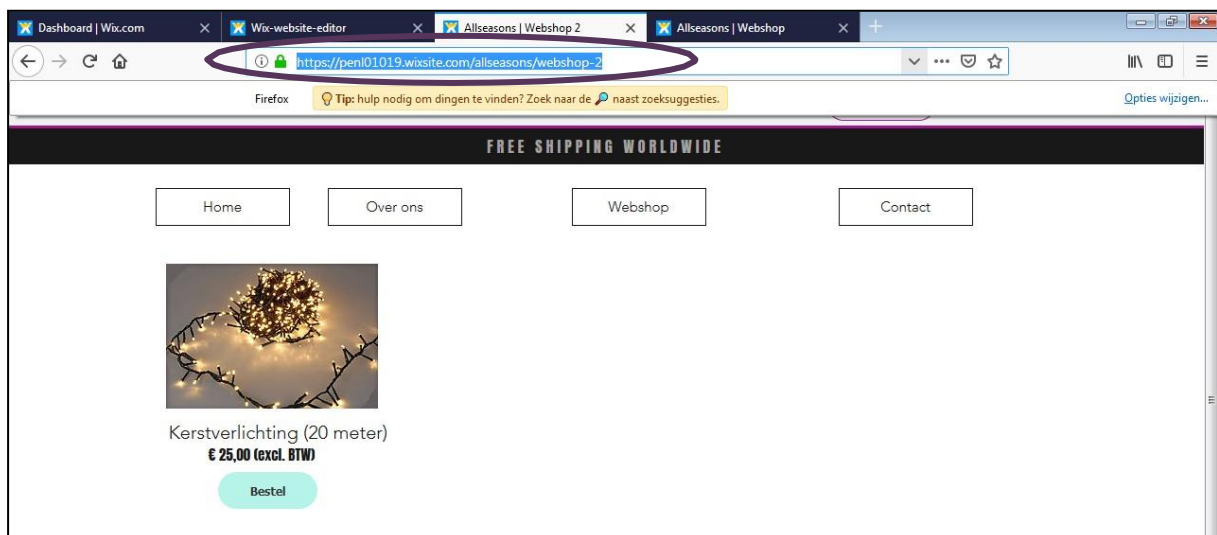 Dashboard | Wix.com
Wix-website-editor
Allseasons | Webshop 2
Allseasons | Webshop
https://penl01019.wixsite.com/allseasons/webshop-2
Firefox
Tip: hulp nodig om dingen te vinden? Zoek naar de naast zoeksuggesties.
Opties wijzigen...
FREE SHIPPING WORLDWIDE
Home
Over ons
Webshop
Contact
Kerstverlichting (20 meter)
€ 25,00 (excl. BTW)
Bestel